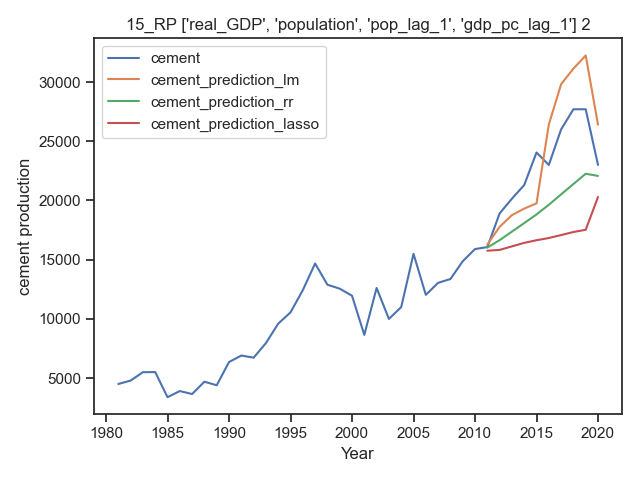 15_RP ['real_GDP', 'population', 'pop_lag_1', 'gdp_pc_lag_1'] 2
cement
cement_prediction_lm
cement_prediction_rr
cement_prediction_lasso
30000
25000
20000
15000
10000
5000
cement production
1980 1985 1990 1995 2000 2005 2010 2015 2020
Year